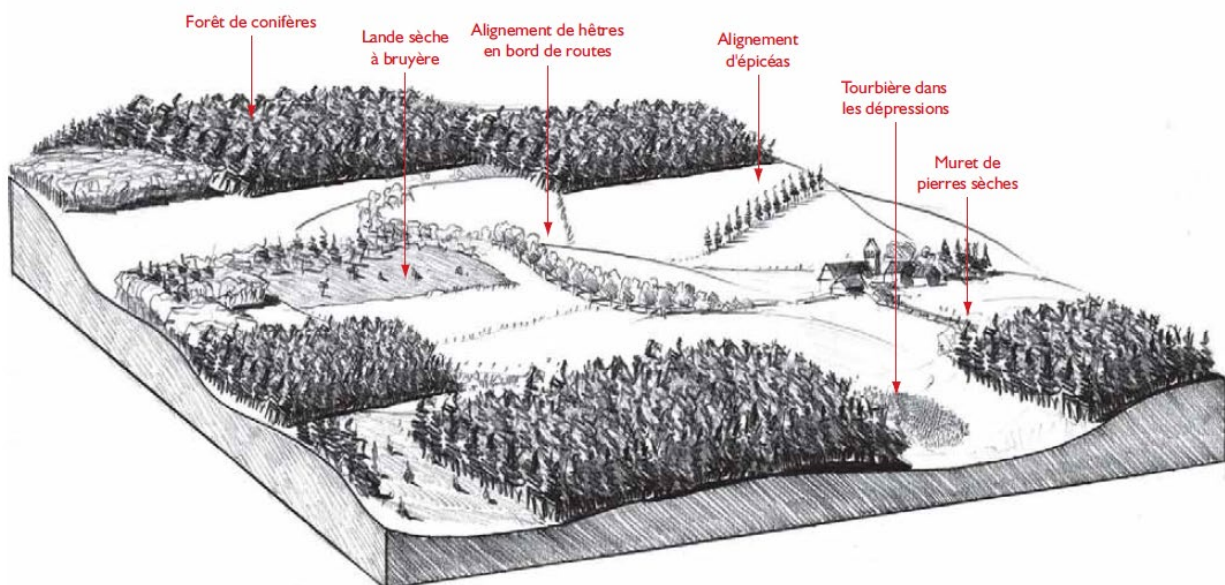 Forêt de conifères
Lande sèche
à bruyère
Alignement de hêtres
en bord de routes
Alignement
d'épicéas
Tourbière dans
les dépressions
Muret de
pierres sèches